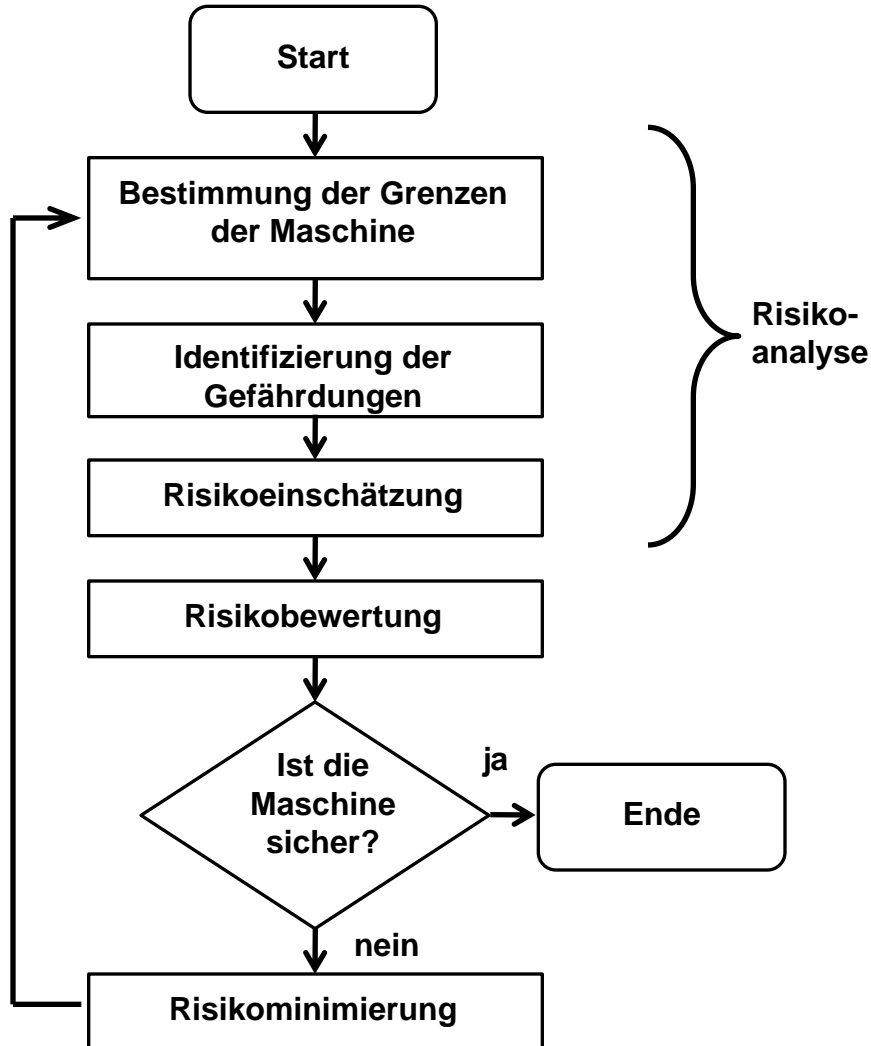 Start
Bestimmung der Grenzen
der Maschine
Identifizierung der
Gefährdungen
Risikoeinschätzung
Risiko-
analyse
Risikobewertung
Ist die
Maschine
sicher?
ja
Ende
nein
Risikominimierung